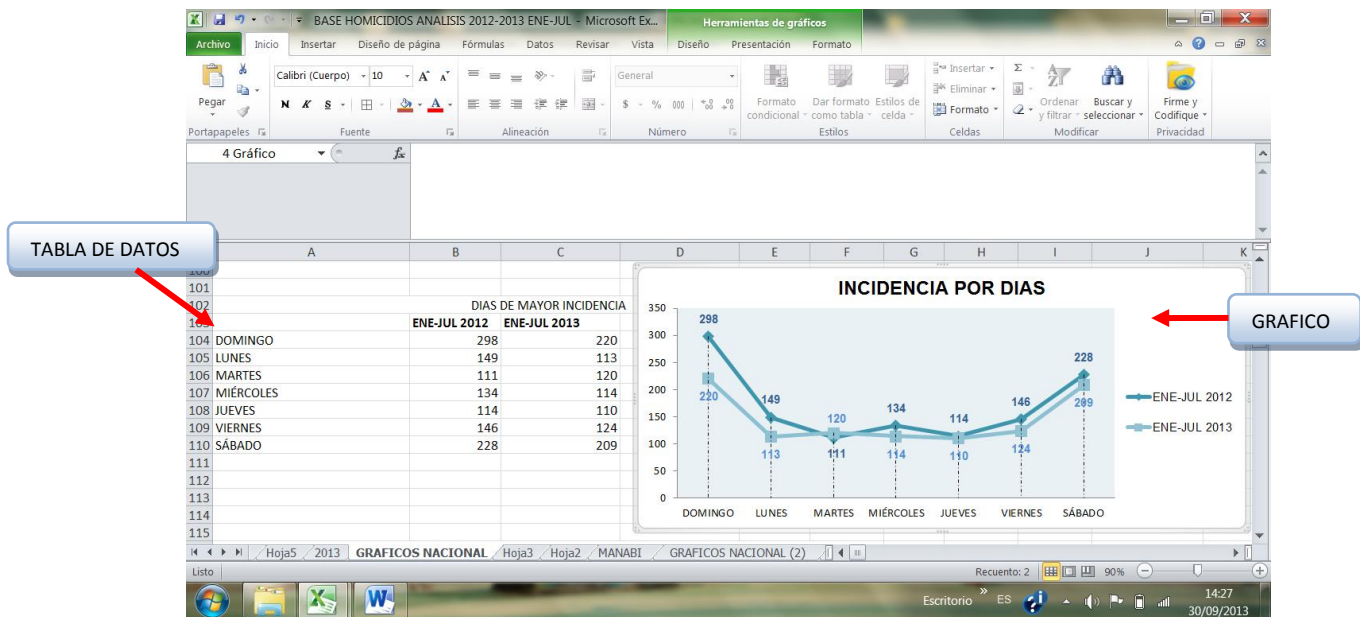 BASE HOMICIDIOS ANALISIS 2012-2013 ENE-JUL - Microsoft Ex...
Herramientas de gráficos
Archivo Inicio Insertar Diseño de página Fórmulas Datos Revisar Vista Diseño Presentación Formato
Calibri (Cuerpo) 10 A A General Insertar Σ
Pegar N K S A $ % 000 Formato condicional Dar formato como tabla Estilos de celda Eliminar Formato Ordenar y filtrar Buscar y seleccionar Firme y Codifique
Portapapeles Fuente Alineación Número Estilos Celdas Modificar Privacidad
4 Gráfico fx
TABLA DE DATOS
A B C D E F G H I J K
100
101
102 DIAS DE MAYOR INCIDENCIA
103 ENE-JUL 2012 ENE-JUL 2013
104 DOMINGO 298 220
105 LUNES 149 113
106 MARTES 111 120
107 MIÉRCOLES 134 114
108 JUEVES 114 110
109 VIERNES 146 124
110 SÁBADO 228 209
111
112
113
114
115
INCIDENCIA POR DIAS
350
300
250
200
150
100
50
0
298 149 111 134 114 146 228
220 113 120 114 110 124 209
DOMINGO LUNES MARTES MIÉRCOLES JUEVES VIERNES SÁBADO
ENE-JUL 2012
ENE-JUL 2013
GRAFICO
Hoja5 2013 GRAFICOS NACIONAL Hoja3 Hoja2 MANABI GRAFICOS NACIONAL (2)
Listo Recuento: 2 90%
Escritorio » ES 14:27
30/09/2013